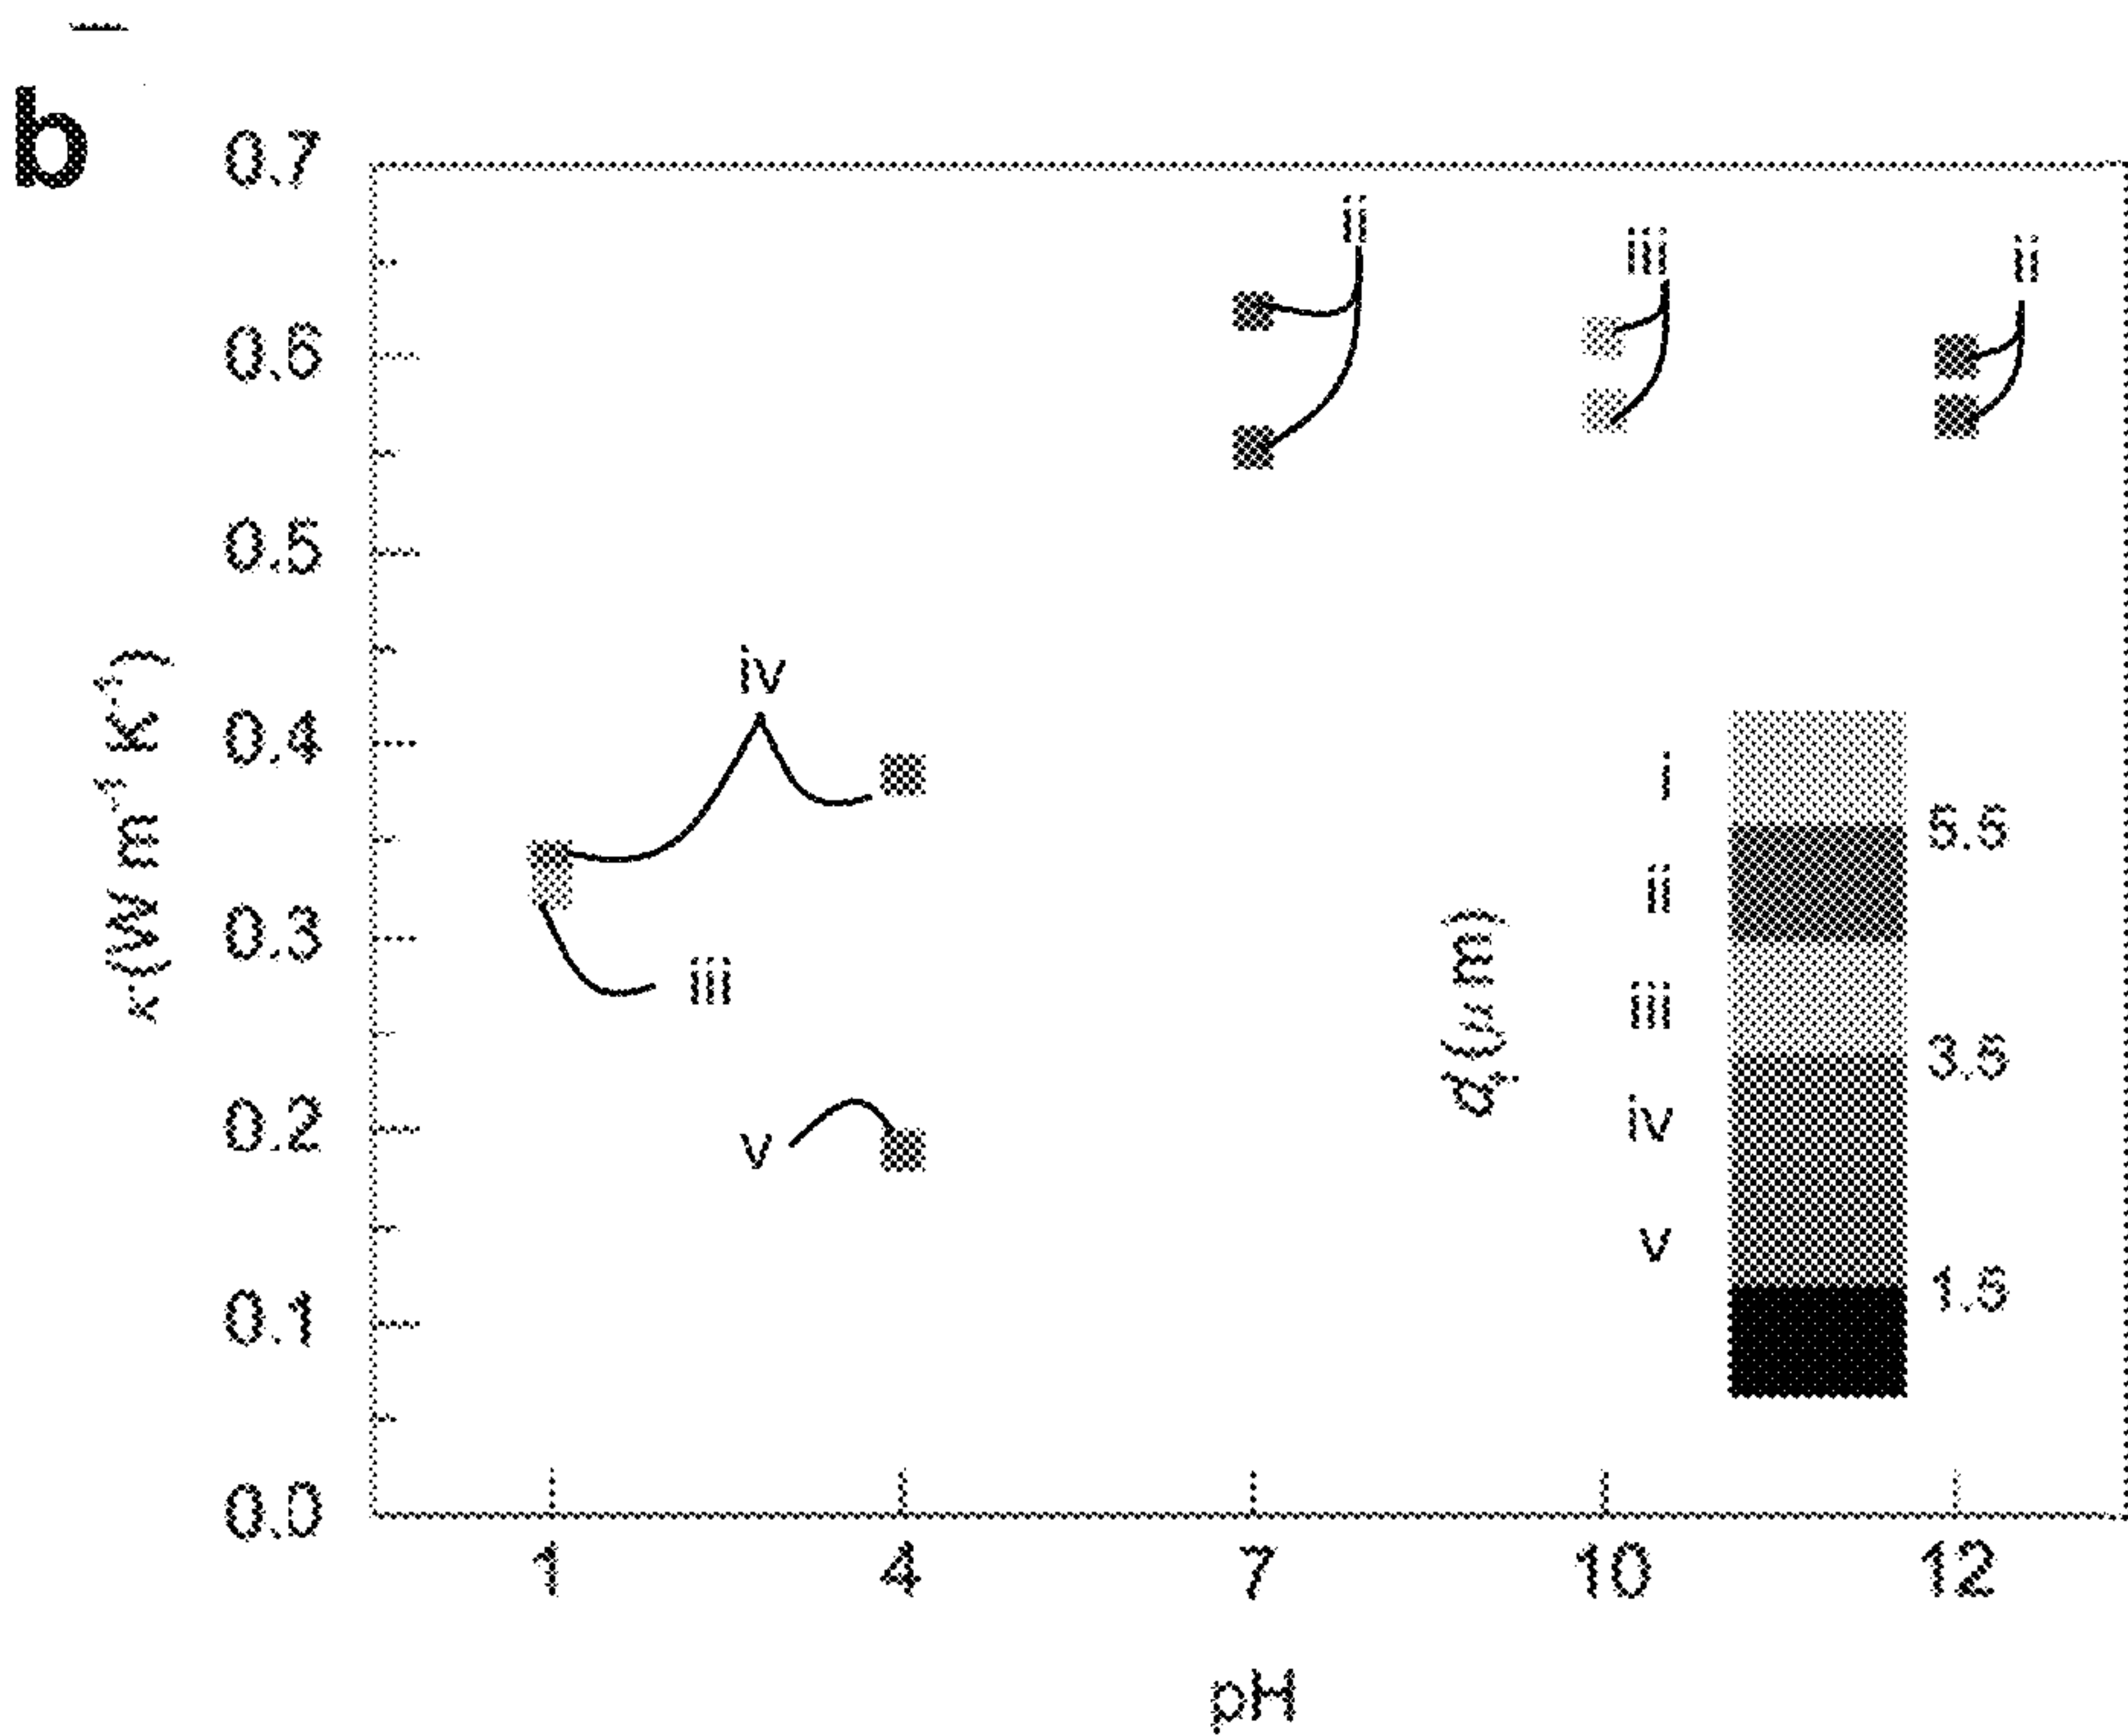 b
0.7
0.6
0.5
0.4
0.3
0.2
0.1
0.0
κ (W m⁻¹ K⁻¹)
ii
iii
ii
iv
iii
v
i
ii
iii
iv
v
5.5
3.5
1.5
dₜ (μm)
1 4 7 10 12
pH